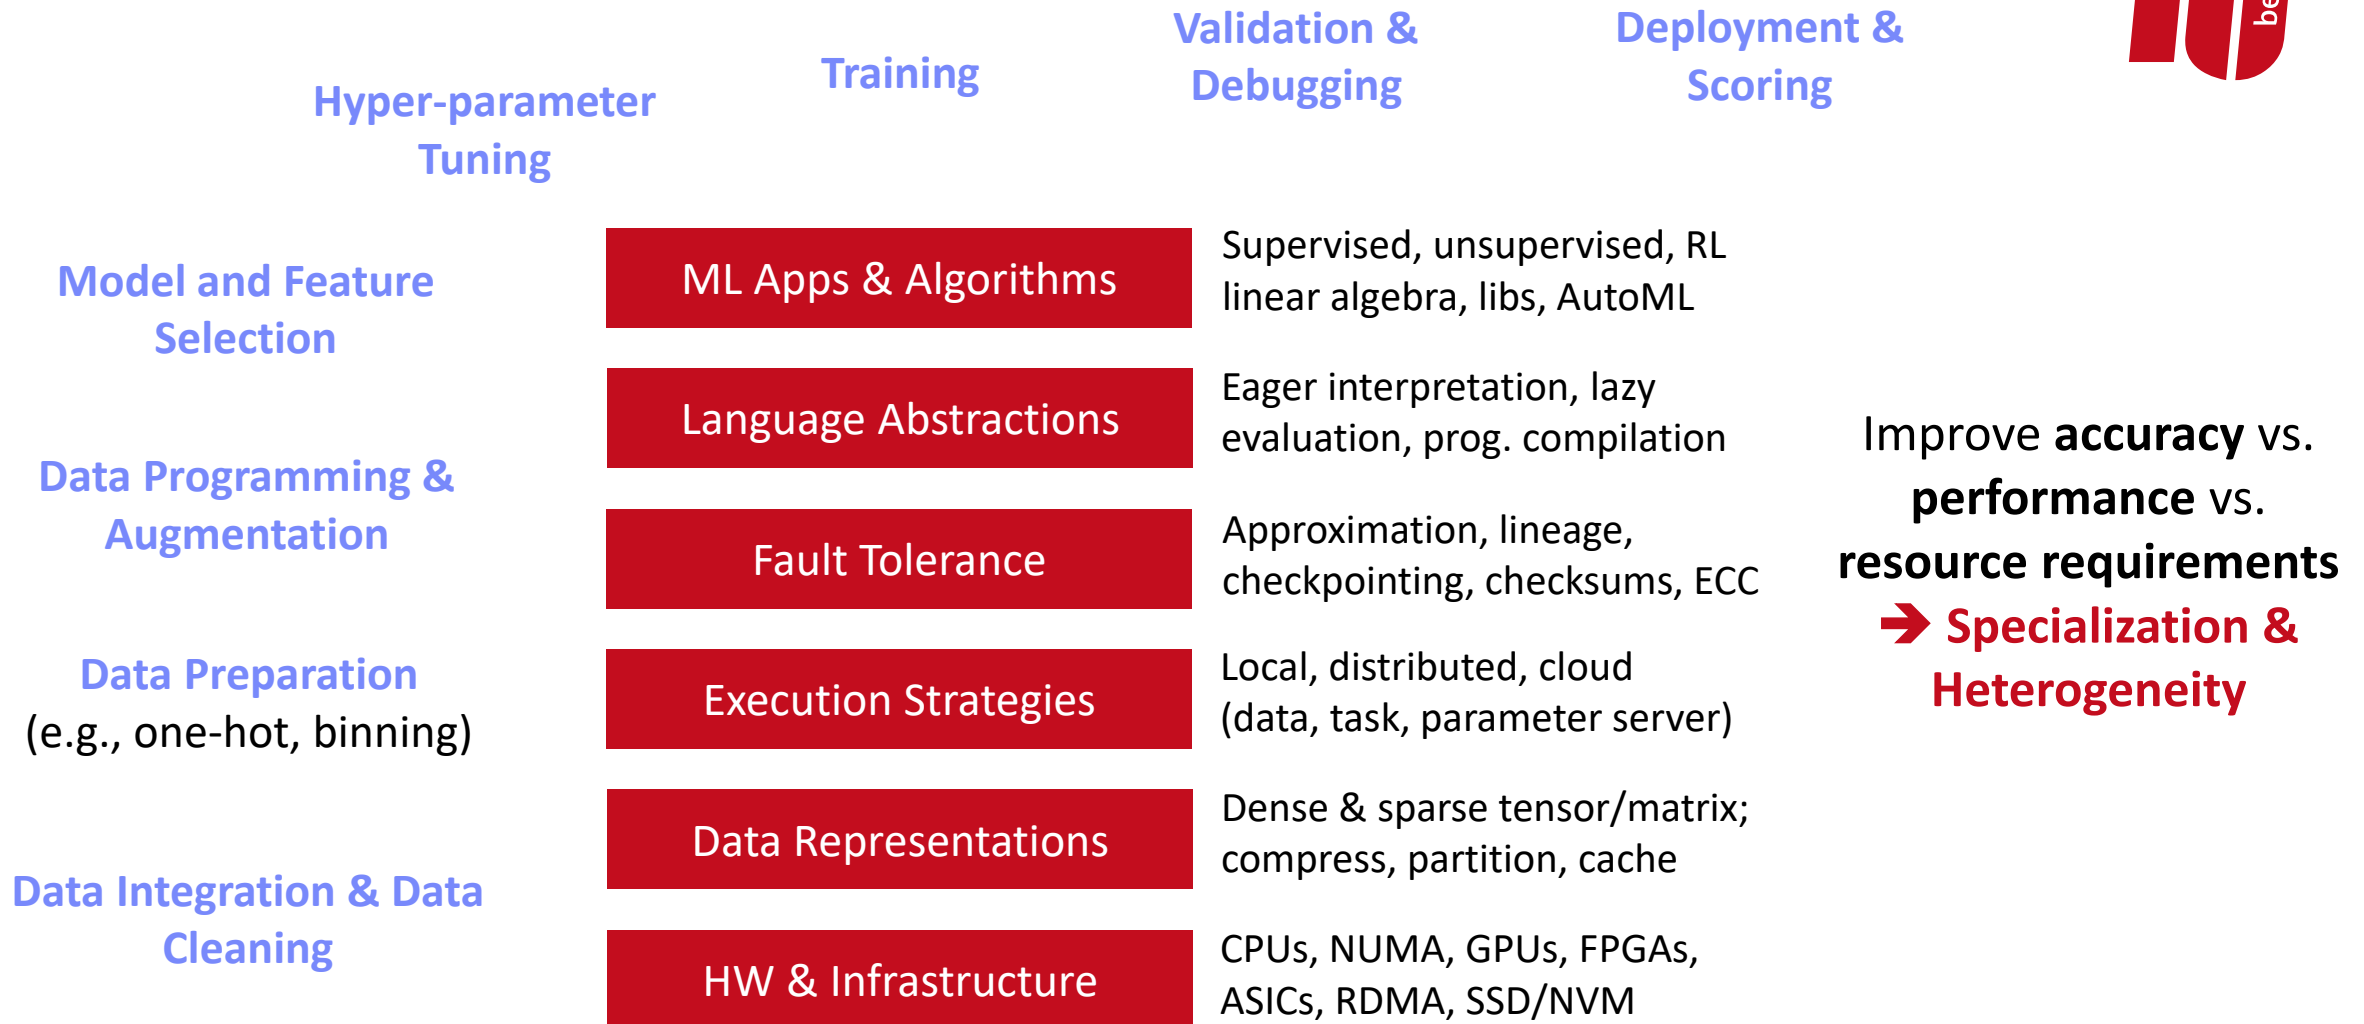 Validation &
Debugging
Deployment &
Scoring
Training
Hyper-parameter
Tuning
Model and Feature
Selection
Data Programming &
Augmentation
Data Preparation
(e.g., one-hot, binning)
Data Integration & Data
Cleaning
ML Apps & Algorithms
Supervised, unsupervised, RL
linear algebra, libs, AutoML
Language Abstractions
Eager interpretation, lazy
evaluation, prog. compilation
Fault Tolerance
Approximation, lineage,
checkpointing, checksums, ECC
Execution Strategies
Local, distributed, cloud
(data, task, parameter server)
Data Representations
Dense & sparse tensor/matrix;
compress, partition, cache
HW & Infrastructure
CPUs, NUMA, GPUs, FPGAs,
ASICs, RDMA, SSD/NVM
Improve accuracy vs.
performance vs.
resource requirements
➔ Specialization &
Heterogeneity